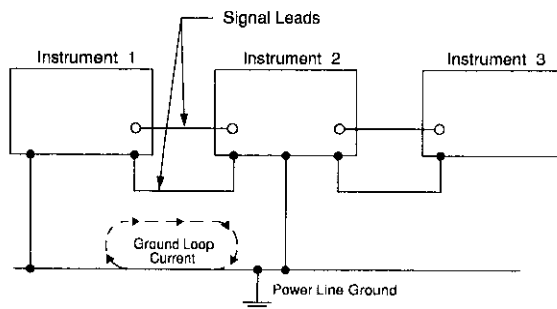 Signal Leads
Instrument 1
Instrument 2
Instrument 3
Ground Loop
Current
Power Line Ground